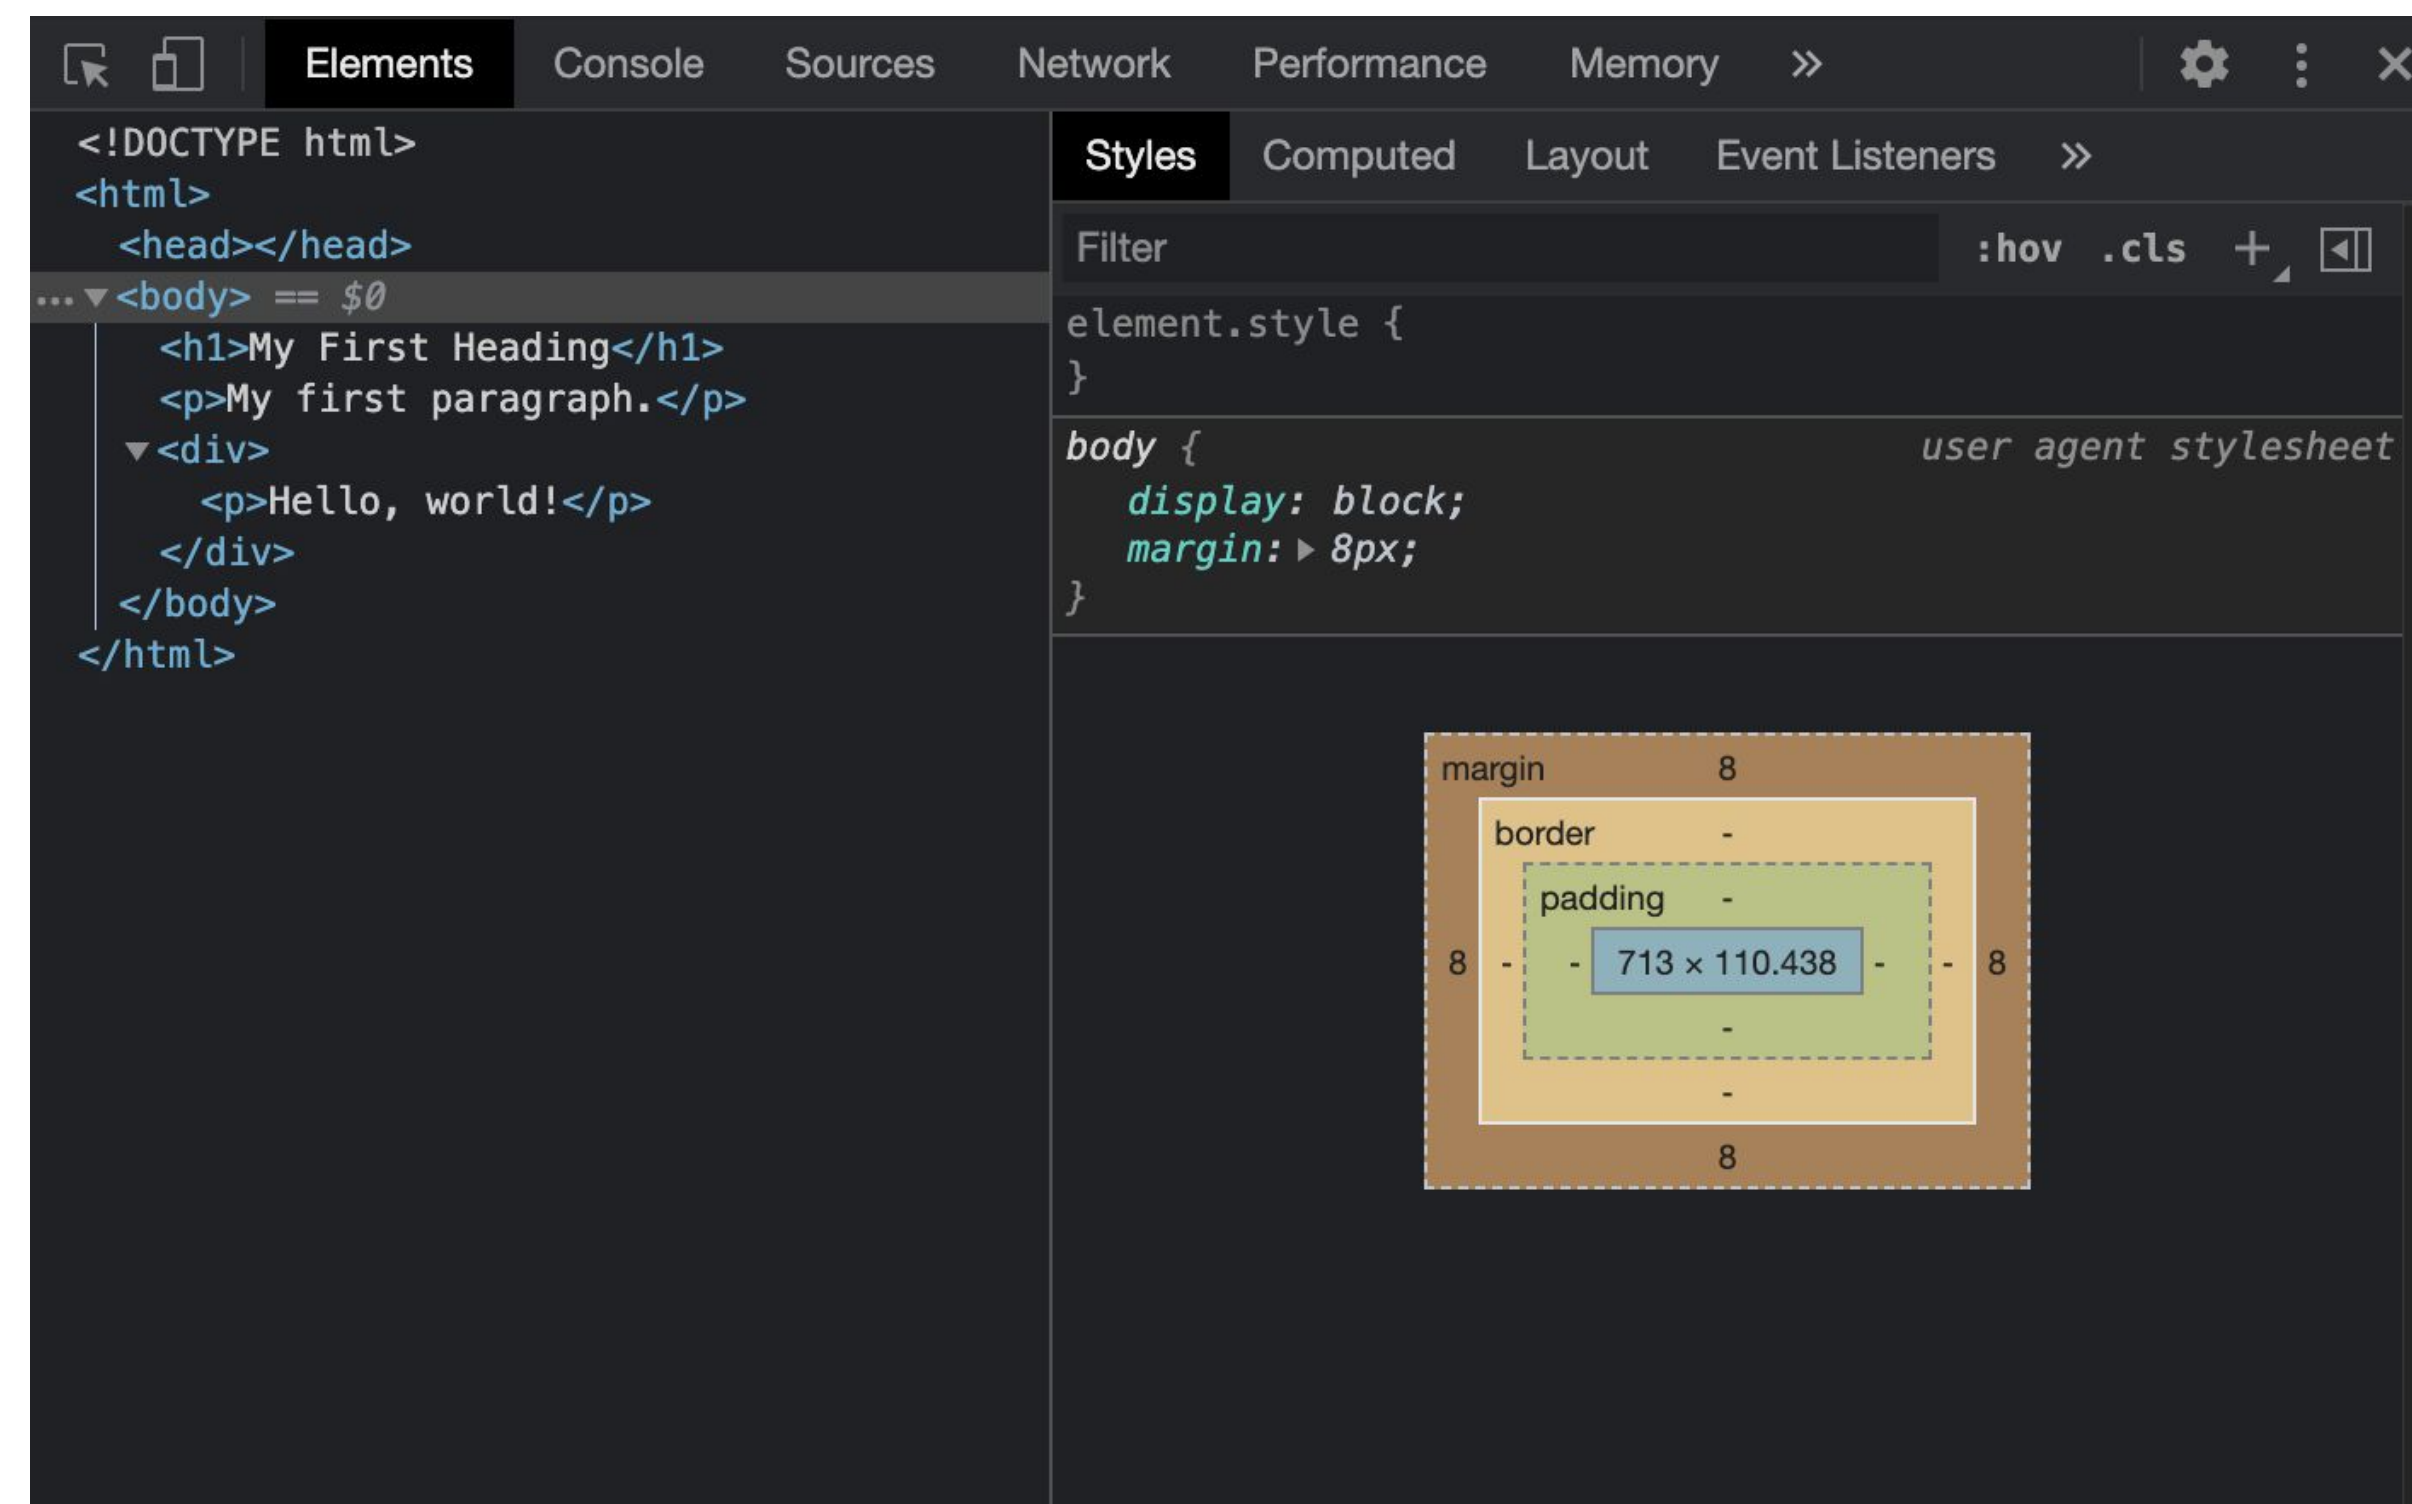 Elements Console Sources Network Performance Memory »
<!DOCTYPE html>
<html>
<head></head>
… ▼<body> == $0
<h1>My First Heading</h1>
<p>My first paragraph.</p>
▼<div>
<p>Hello, world!</p>
</div>
</body>
</html>
Styles Computed Layout Event Listeners »
Filter :hov .cls +
element.style {
}
body { user agent stylesheet
display: block;
margin:▶ 8px;
}
margin 8
border -
padding -
8 - - 713 × 110.438 - - 8
-
-
8